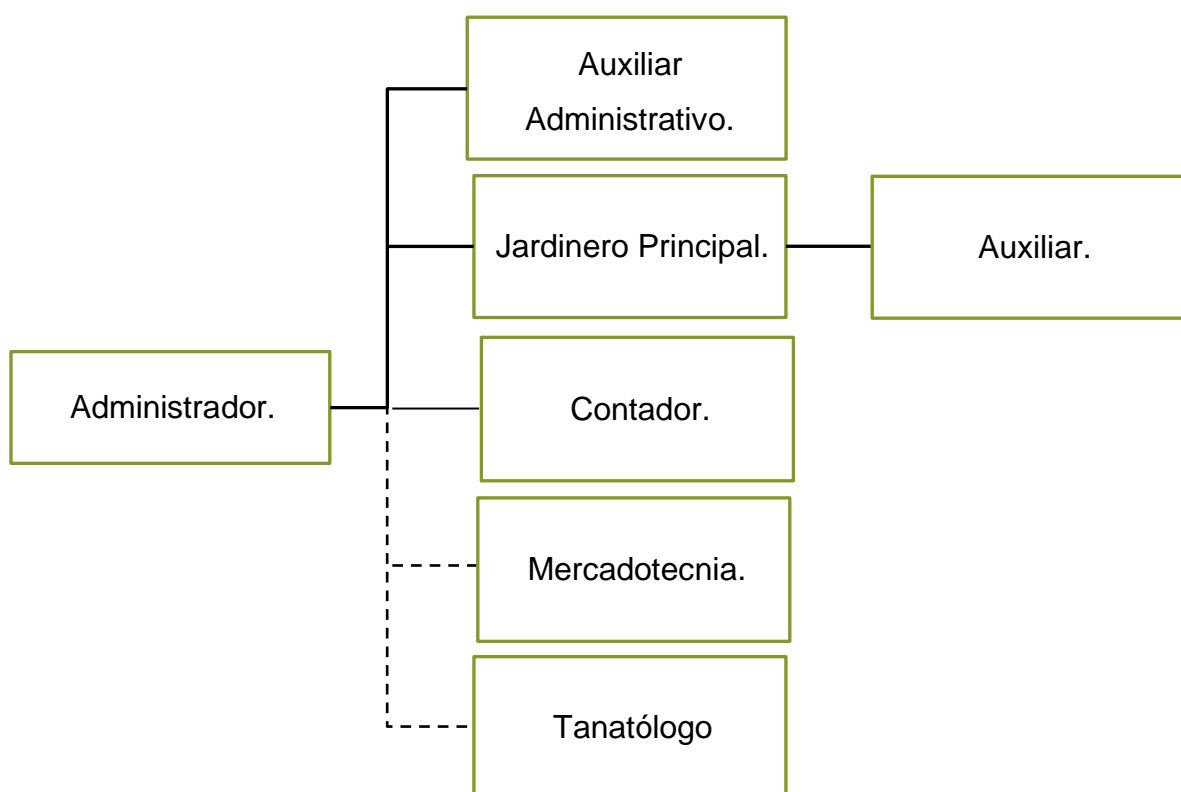 Auxiliar
Administrativo.
Jardinero Principal.
Auxiliar.
Administrador.
Contador.
Mercadotecnia.
Tanatólogo